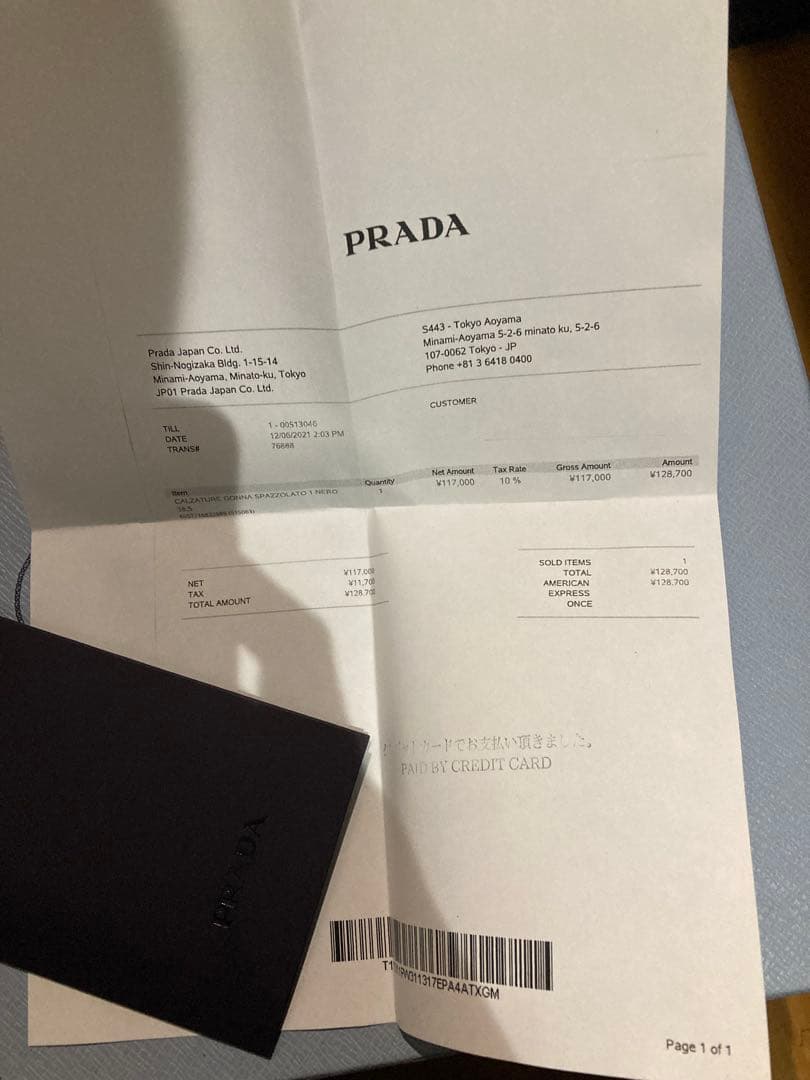 PRADA
Prada Japan Co. Ltd.
Shin-Nogizaka Bldg. 1-15-14
Minami-Aoyama, Minato-ku, Tokyo
JP01 Prada Japan Co. Ltd.
S443 - Tokyo Aoyama
Minami-Aoyama 5-2-6 minato ku, 5-2-6
107-0062 Tokyo - JP
Phone +81 3 6418 0400
CUSTOMER
TILL 1 - 00513046
DATE 12/06/2021 2:03 PM
TRANS# 76888
Item Quantity Net Amount Tax Rate Gross Amount Amount
CALZATURE DONNA SPAZZOLATO 1 NERO 1 ¥117,000 10 % ¥117,000 ¥128,700
38.5
NET ¥117,000
TAX ¥11,700
TOTAL AMOUNT ¥128,700
SOLD ITEMS 1
TOTAL ¥128,700
AMERICAN ¥128,700
EXPRESS
ONCE
カードでお支払い頂きました。
PAID BY CREDIT CARD
PRADA
Page 1 of 1